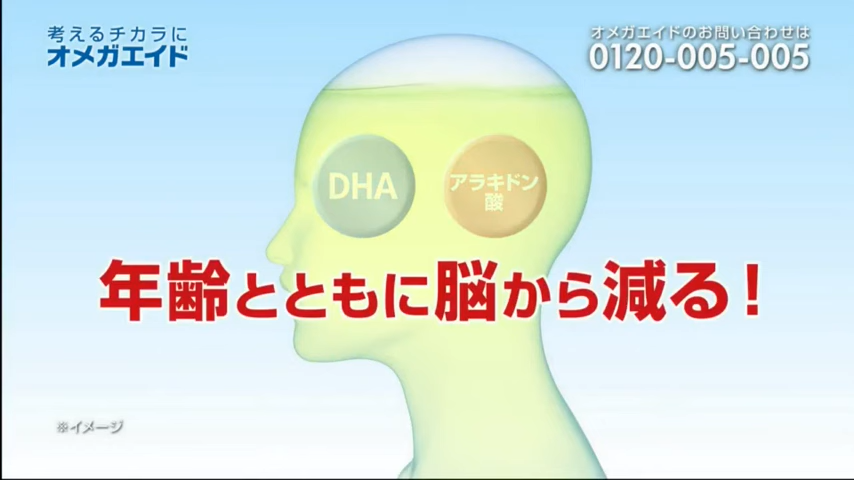 考えるチカラに
オメガエイド
オメガエイドのお問い合わせは
0120-005-005
DHA
アラキドン
酸
年齢とともに脳から減る!
※イメージ